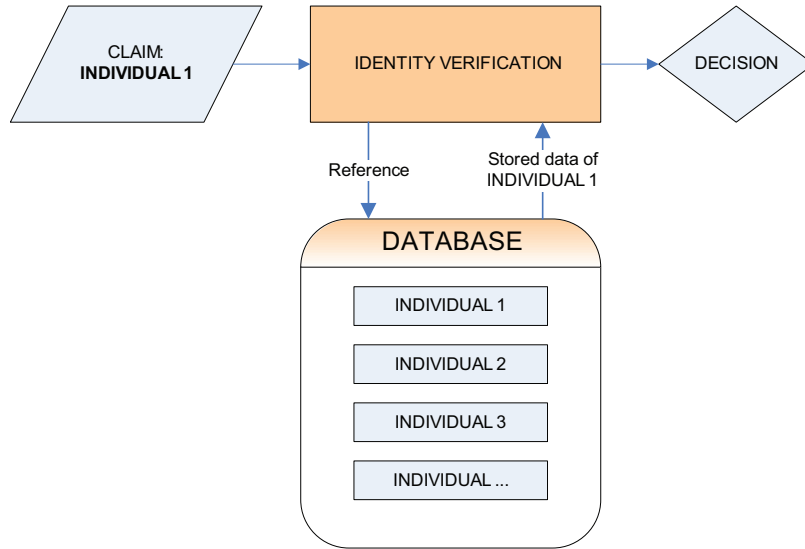 CLAIM:
INDIVIDUAL 1
IDENTITY VERIFICATION
DECISION
Reference
Stored data of
INDIVIDUAL 1
DATABASE
INDIVIDUAL 1
INDIVIDUAL 2
INDIVIDUAL 3
INDIVIDUAL ...